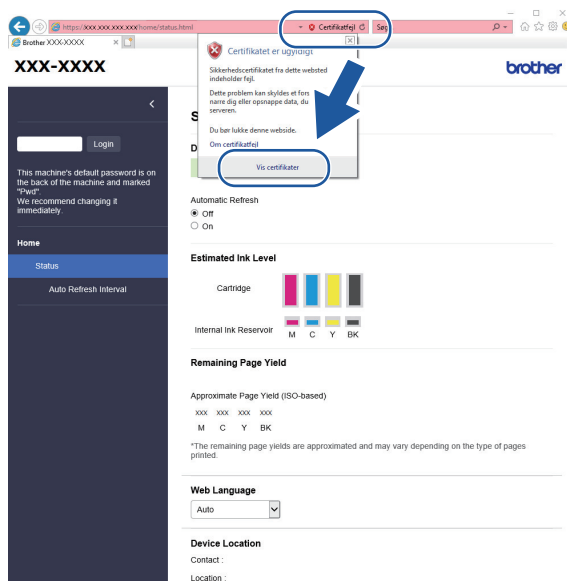 https://xxx.xxx.xxx.xxx/home/status.html
Certifikatfejl
Søg
Brother XXX-XXXX
XXX-XXXX
brother
Certifikatet er ugyldigt
Sikkerhedscertifikatet fra dette websted
indeholder fejl.
Dette problem kan skyldes et fors
narre dig eller opsnappe data, du
serveren.
Du bør lukke denne webside.
Om certifikatfejl
Vis certifikater
Login
This machine's default password is on
the back of the machine and marked
"Pwd".
We recommend changing it
immediately.
Home
Status
Auto Refresh Interval
S
D
Automatic Refresh
Off
On
Estimated Ink Level
Cartridge
Internal Ink Reservoir
M C Y BK
Remaining Page Yield
Approximate Page Yield (ISO-based)
xxx xxx xxx xxx
M C Y BK
*The remaining page yields are approximated and may vary depending on the type of pages
printed.
Web Language
Auto
Device Location
Contact :
Location :